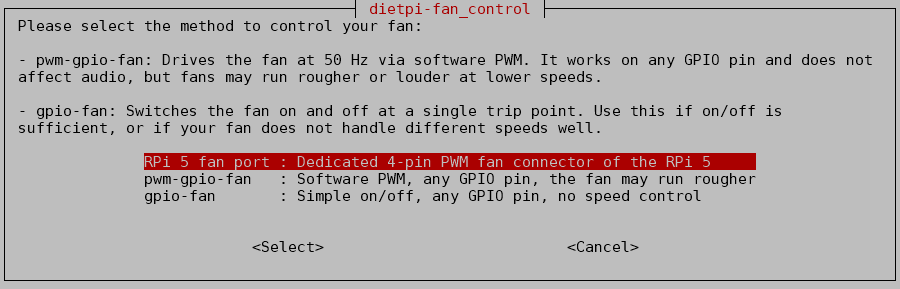 dietpi-fan_control
Please select the method to control your fan:
- pwm-gpio-fan: Drives the fan at 50 Hz via software PWM. It works on any GPIO pin and does not
affect audio, but fans may run rougher or louder at lower speeds.
- gpio-fan: Switches the fan on and off at a single trip point. Use this if on/off is
sufficient, or if your fan does not handle different speeds well.
RPi 5 fan port : Dedicated 4-pin PWM fan connector of the RPi 5
pwm-gpio-fan : Software PWM, any GPIO pin, the fan may run rougher
gpio-fan : Simple on/off, any GPIO pin, no speed control
<Select> <Cancel>